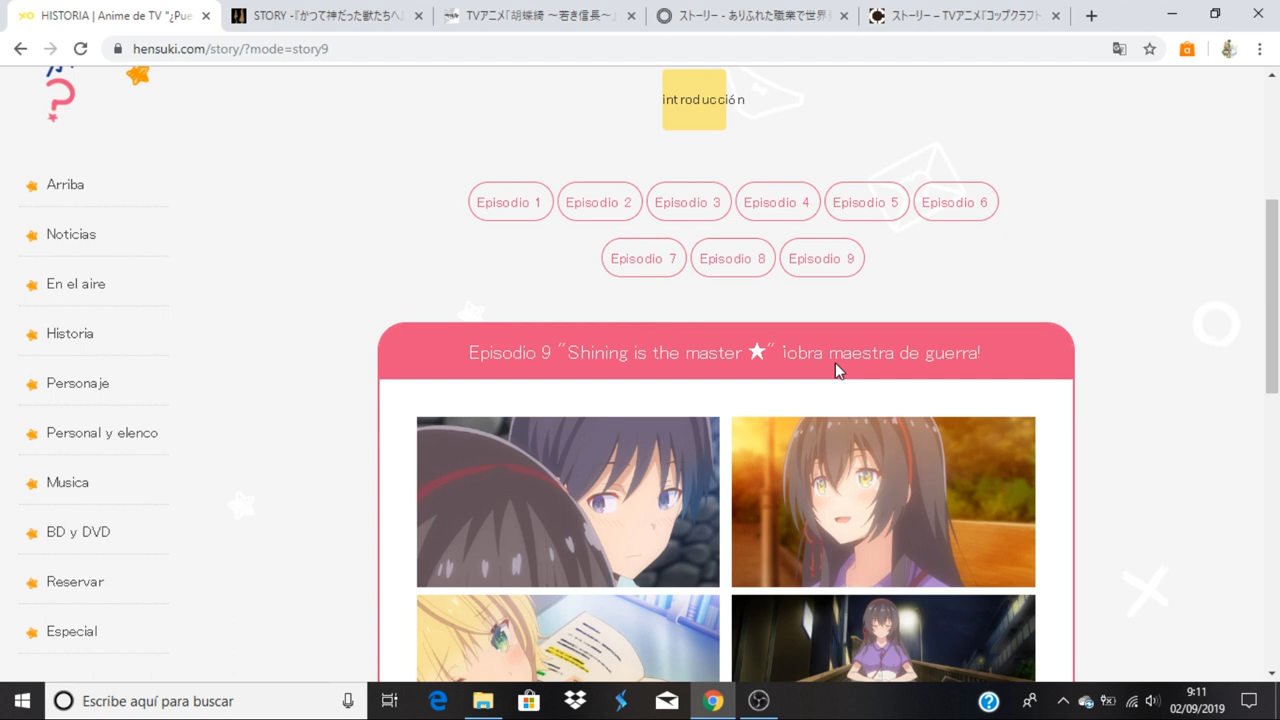 HISTORIA | Anime de TV "¿Pue
STORY -『かつて神だった獣たちへ』
TVアニメ「胡蝶綺 ～若き信長～」
ストーリー - ありふれた職業で世界
ストーリー – TVアニメ『コップクラフト
hensuki.com/story/?mode=story9
?
introducción
Arriba
Noticias
En el aire
Historia
Personaje
Personal y elenco
Musica
BD y DVD
Reservar
Especial
Episodio 1
Episodio 2
Episodio 3
Episodio 4
Episodio 5
Episodio 6
Episodio 7
Episodio 8
Episodio 9
Episodio 9 "Shining is the master ★" ¡obra maestra de guerra!
Escribe aquí para buscar
9:11
02/09/2019